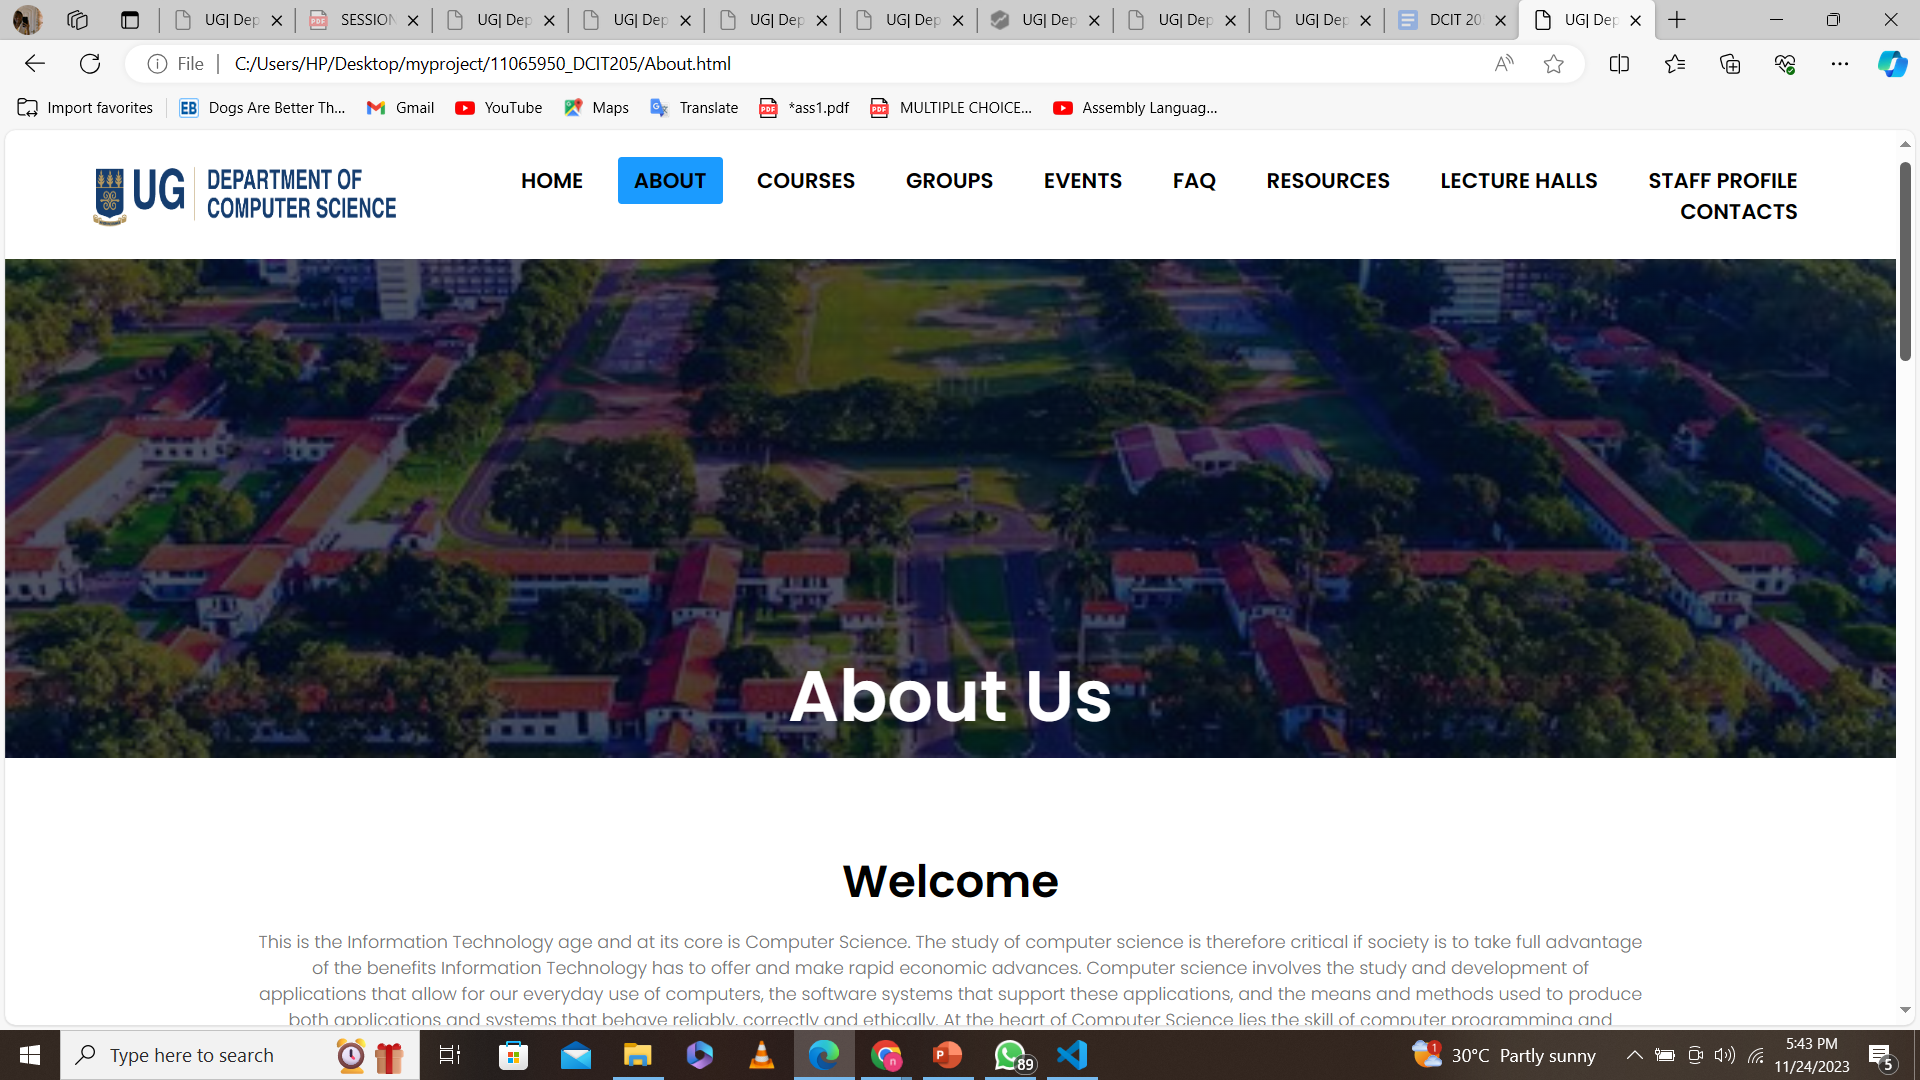 UG| Dep
SESSION
UG| Dep
UG| Dep
UG| Dep
UG| Dep
UG| Dep
UG| Dep
UG| Dep
DCIT 20
UG| Dep
File
C:/Users/HP/Desktop/myproject/11065950_DCIT205/About.html
Import favorites
Dogs Are Better Th...
Gmail
YouTube
Maps
Translate
*ass1.pdf
MULTIPLE CHOICE...
Assembly Languag...
UG
DEPARTMENT OF
COMPUTER SCIENCE
HOME
ABOUT
COURSES
GROUPS
EVENTS
FAQ
RESOURCES
LECTURE HALLS
STAFF PROFILE
CONTACTS
About Us
Welcome
This is the Information Technology age and at its core is Computer Science. The study of computer science is therefore critical if society is to take full advantage
of the benefits Information Technology has to offer and make rapid economic advances. Computer science involves the study and development of
applications that allow for our everyday use of computers, the software systems that support these applications, and the means and methods used to produce
both applications and systems that behave reliably, correctly and ethically. At the heart of Computer Science lies the skill of computer programming and
Type here to search
89
1
30°C Partly sunny
5:43 PM
11/24/2023
5